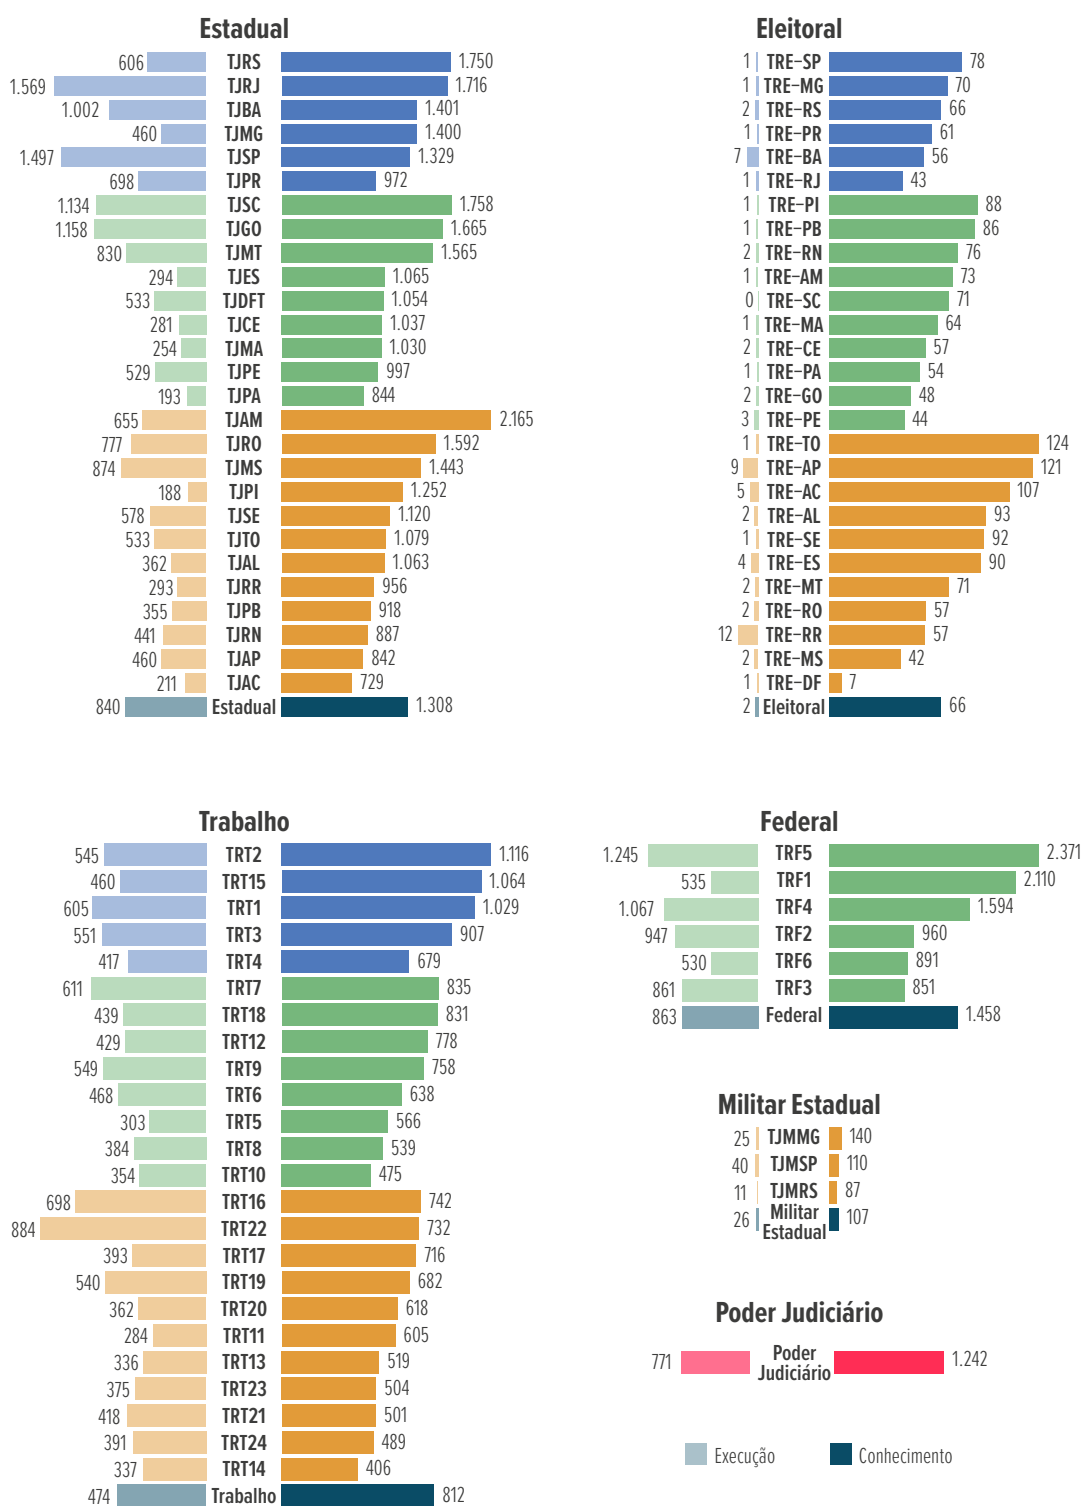 Estadual
606 TJRS 1.750
1.569 TJRJ 1.716
1.002 TJBA 1.401
460 TJMG 1.400
1.497 TJSP 1.329
698 TJPR 972
1.134 TJSC 1.758
1.158 TJGO 1.665
830 TJMT 1.565
294 TJES 1.065
533 TJDFT 1.054
281 TJCE 1.037
254 TJMA 1.030
529 TJPE 997
193 TJPA 844
655 TJAM 2.165
777 TJRO 1.592
874 TJMS 1.443
188 TJPI 1.252
578 TJSE 1.120
533 TJTO 1.079
362 TJAL 1.063
293 TJRR 956
355 TJPB 918
441 TJRN 887
460 TJAP 842
211 TJAC 729
840 Estadual 1.308
Eleitoral
1 TRE-SP 78
1 TRE-MG 70
2 TRE-RS 66
1 TRE-PR 61
7 TRE-BA 56
1 TRE-RJ 43
1 TRE-PI 88
1 TRE-PB 86
2 TRE-RN 76
1 TRE-AM 73
0 TRE-SC 71
1 TRE-MA 64
2 TRE-CE 57
1 TRE-PA 54
2 TRE-GO 48
3 TRE-PE 44
1 TRE-TO 124
9 TRE-AP 121
5 TRE-AC 107
2 TRE-AL 93
1 TRE-SE 92
4 TRE-ES 90
2 TRE-MT 71
2 TRE-RO 57
12 TRE-RR 57
2 TRE-MS 42
1 TRE-DF 7
2 Eleitoral 66
Trabalho
545 TRT2 1.116
460 TRT15 1.064
605 TRT1 1.029
551 TRT3 907
417 TRT4 679
611 TRT7 835
439 TRT18 831
429 TRT12 778
549 TRT9 758
468 TRT6 638
303 TRT5 566
384 TRT8 539
354 TRT10 475
698 TRT16 742
884 TRT22 732
393 TRT17 716
540 TRT19 682
362 TRT20 618
284 TRT11 605
336 TRT13 519
375 TRT23 504
418 TRT21 501
391 TRT24 489
337 TRT14 406
474 Trabalho 812
Federal
1.245 TRF5 2.371
535 TRF1 2.110
1.067 TRF4 1.594
947 TRF2 960
530 TRF6 891
861 TRF3 851
863 Federal 1.458
Militar Estadual
25 TJMMG 140
40 TJMSP 110
11 TJMRS 87
26 Militar 107
Estadual
Poder Judiciário
771 Poder 1.242
Judiciário
Execução Conhecimento